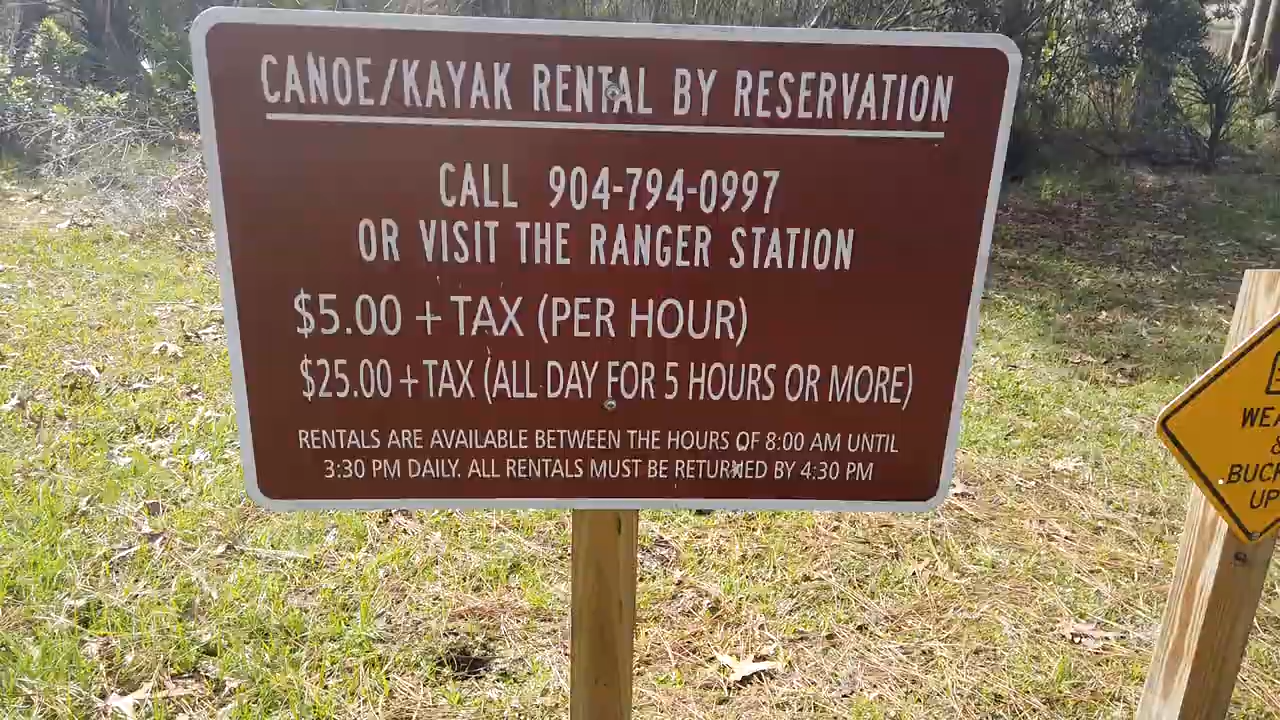 CANOE/KAYAK RENTAL BY RESERVATION
CALL 904-794-0997
OR VISIT THE RANGER STATION
$5.00 + TAX (PER HOUR)
$25.00 + TAX (ALL DAY FOR 5 HOURS OR MORE)
RENTALS ARE AVAILABLE BETWEEN THE HOURS OF 8:00 AM UNTIL
3:30 PM DAILY. ALL RENTALS MUST BE RETURNED BY 4:30 PM
UP